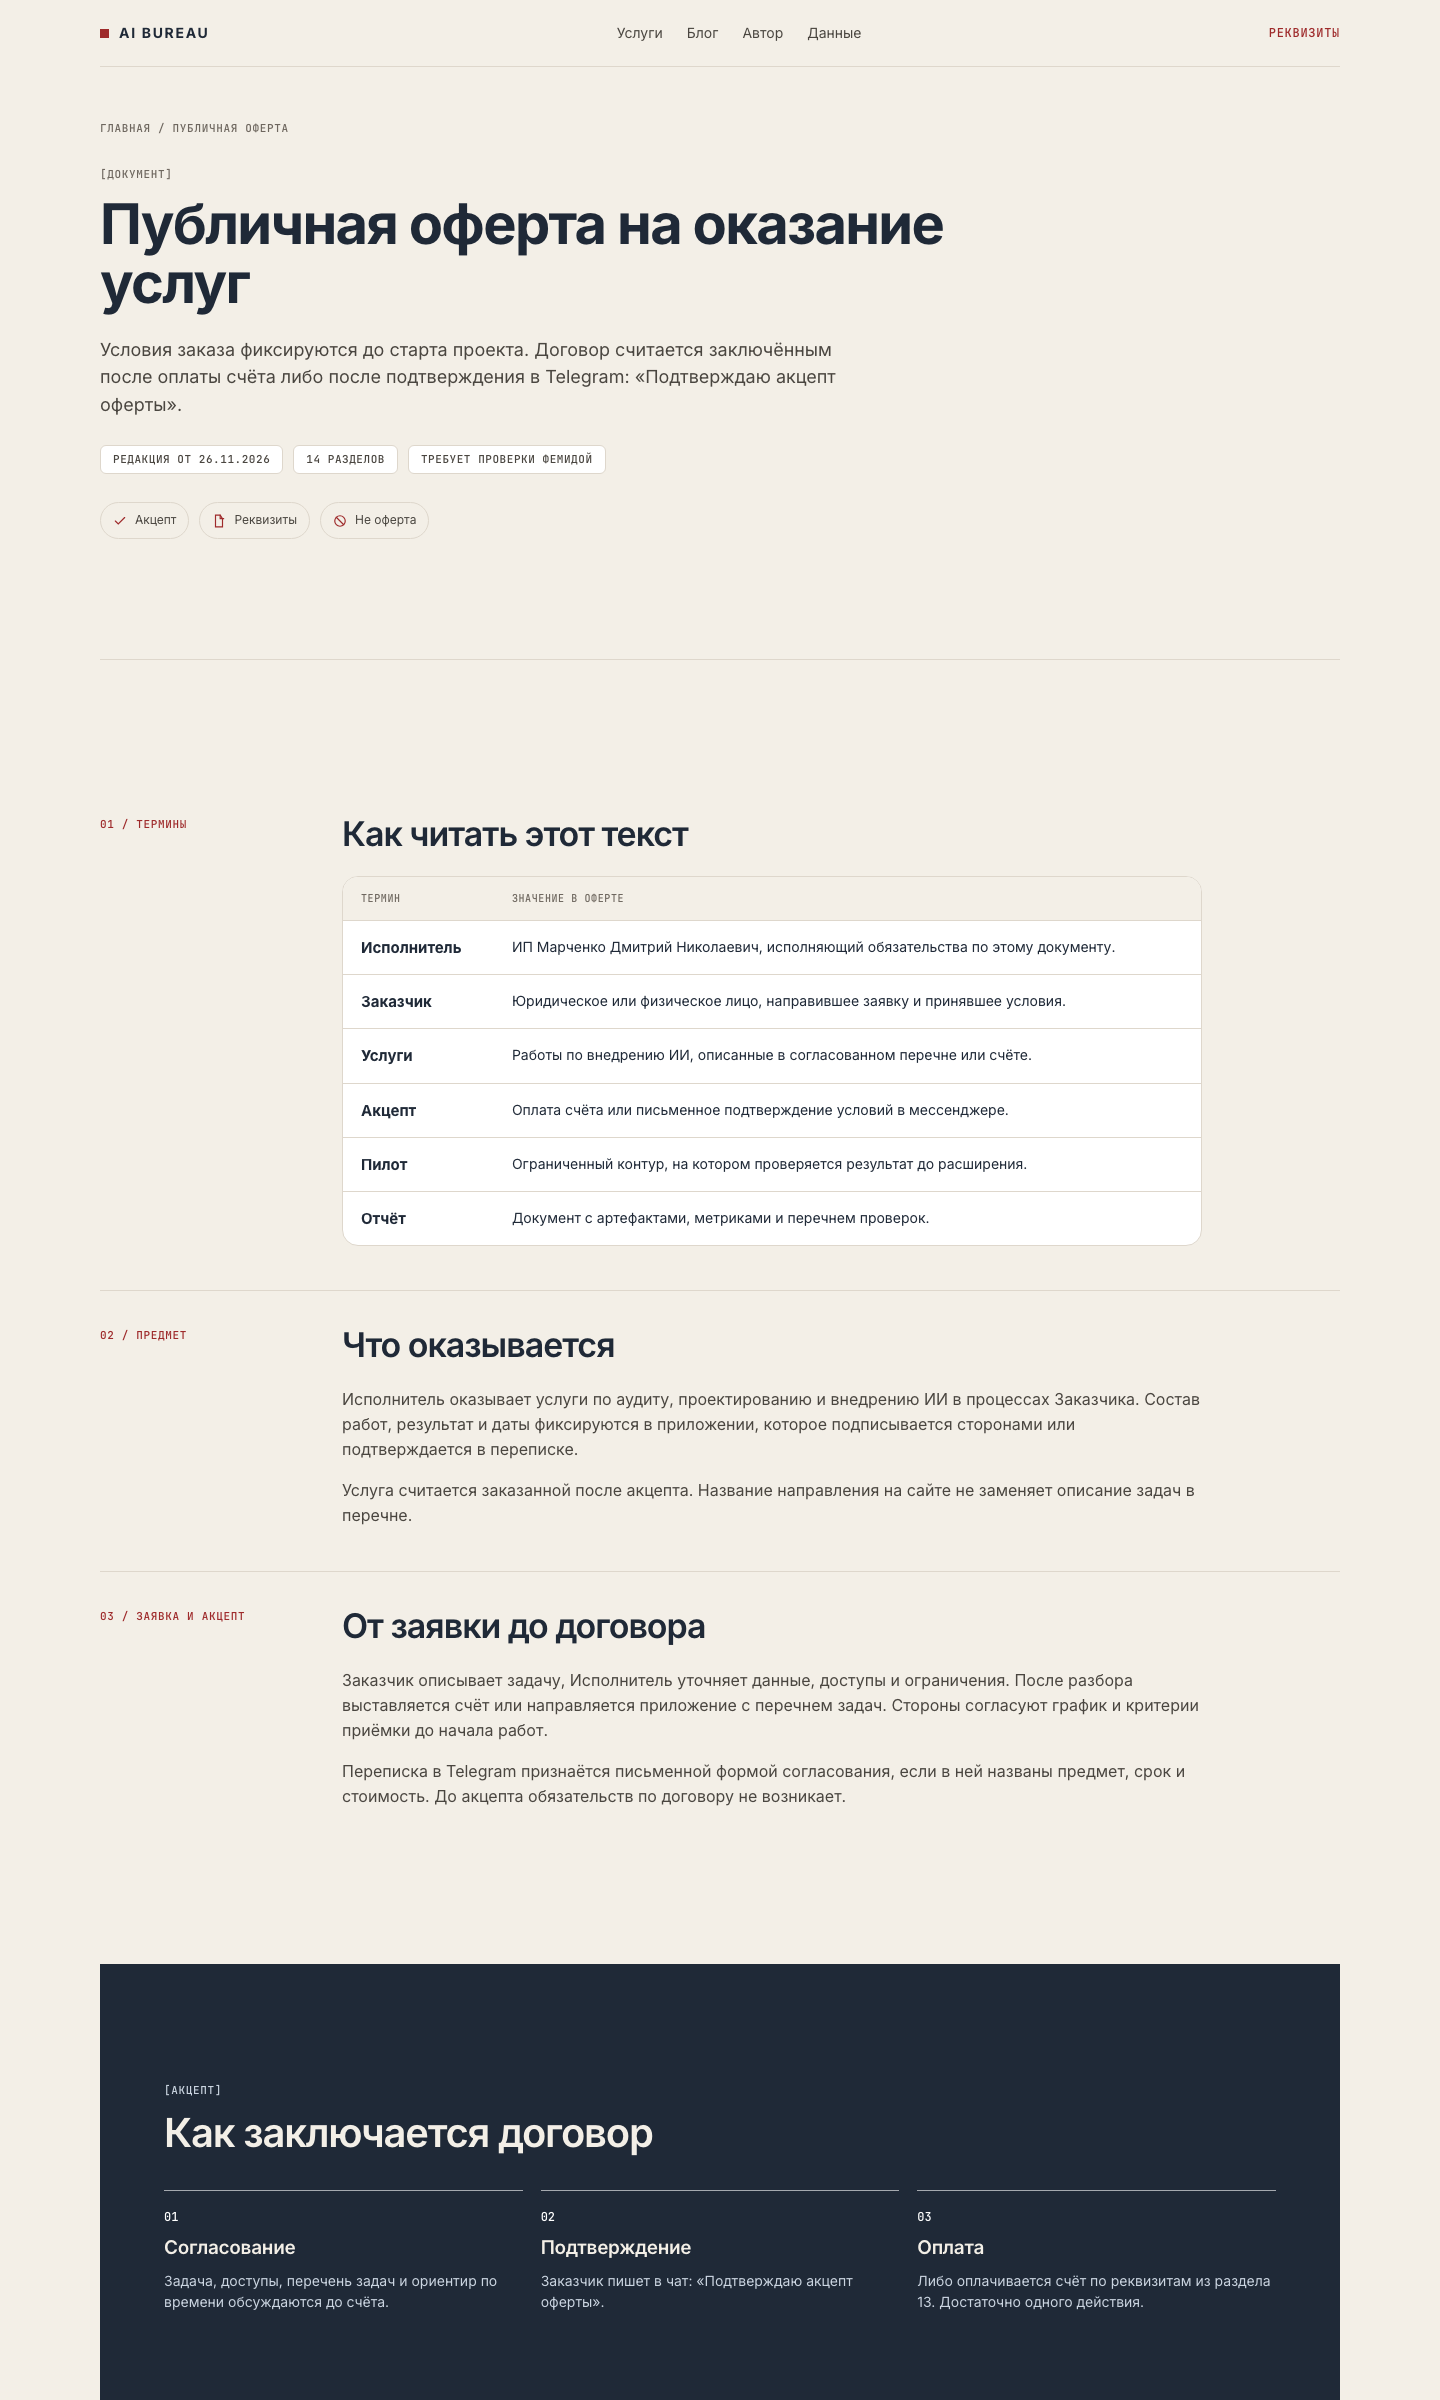 AI BUREAU
Услуги Блог Автор Данные
РЕКВИЗИТЫ
ГЛАВНАЯ / ПУБЛИЧНАЯ ОФЕРТА
[ДОКУМЕНТ]
Публичная оферта на оказание
услуг
Условия заказа фиксируются до старта проекта. Договор считается заключённым
после оплаты счёта либо после подтверждения в Telegram: «Подтверждаю акцепт
оферты».
РЕДАКЦИЯ ОТ 26.11.2026
14 РАЗДЕЛОВ
ТРЕБУЕТ ПРОВЕРКИ ФЕМИДОЙ
Акцепт
Реквизиты
Не оферта
01 / ТЕРМИНЫ
Как читать этот текст
ТЕРМИН ЗНАЧЕНИЕ В ОФЕРТЕ
Исполнитель ИП Марченко Дмитрий Николаевич, исполняющий обязательства по этому документу.
Заказчик Юридическое или физическое лицо, направившее заявку и принявшее условия.
Услуги Работы по внедрению ИИ, описанные в согласованном перечне или счёте.
Акцепт Оплата счёта или письменное подтверждение условий в мессенджере.
Пилот Ограниченный контур, на котором проверяется результат до расширения.
Отчёт Документ с артефактами, метриками и перечнем проверок.
02 / ПРЕДМЕТ
Что оказывается
Исполнитель оказывает услуги по аудиту, проектированию и внедрению ИИ в процессах Заказчика. Состав
работ, результат и даты фиксируются в приложении, которое подписывается сторонами или
подтверждается в переписке.
Услуга считается заказанной после акцепта. Название направления на сайте не заменяет описание задач в
перечне.
03 / ЗАЯВКА И АКЦЕПТ
От заявки до договора
Заказчик описывает задачу, Исполнитель уточняет данные, доступы и ограничения. После разбора
выставляется счёт или направляется приложение с перечнем задач. Стороны согласуют график и критерии
приёмки до начала работ.
Переписка в Telegram признаётся письменной формой согласования, если в ней названы предмет, срок и
стоимость. До акцепта обязательств по договору не возникает.
[АКЦЕПТ]
Как заключается договор
01
Согласование
Задача, доступы, перечень задач и ориентир по
времени обсуждаются до счёта.
02
Подтверждение
Заказчик пишет в чат: «Подтверждаю акцепт
оферты».
03
Оплата
Либо оплачивается счёт по реквизитам из раздела
13. Достаточно одного действия.